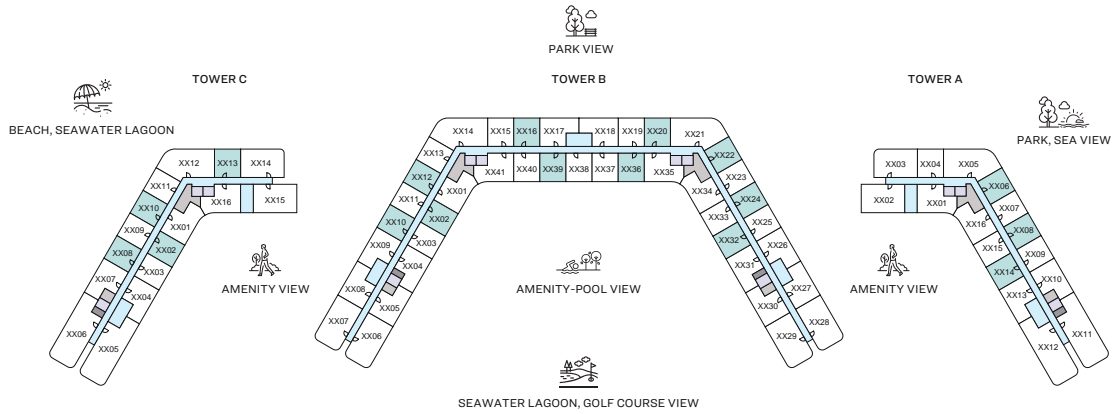 PARK VIEW
TOWER C
TOWER B
TOWER A
BEACH, SEAWATER LAGOON
PARK, SEA VIEW
XX12
XX13
XX14
XX11
XX10
XX09
XX08
XX07
XX06
XX05
XX04
XX03
XX02
XX01
XX16
XX15
XX14
XX15
XX16
XX17
XX18
XX19
XX20
XX21
XX13
XX12
XX11
XX10
XX09
XX08
XX07
XX06
XX05
XX04
XX03
XX02
XX01
XX41
XX40
XX39
XX38
XX37
XX36
XX35
XX34
XX33
XX32
XX31
XX30
XX29
XX28
XX27
XX26
XX25
XX24
XX23
XX22
XX03
XX04
XX05
XX02
XX01
XX06
XX07
XX08
XX09
XX10
XX11
XX12
XX13
XX14
XX15
XX16
AMENITY VIEW
AMENITY-POOL VIEW
AMENITY VIEW
SEAWATER LAGOON, GOLF COURSE VIEW